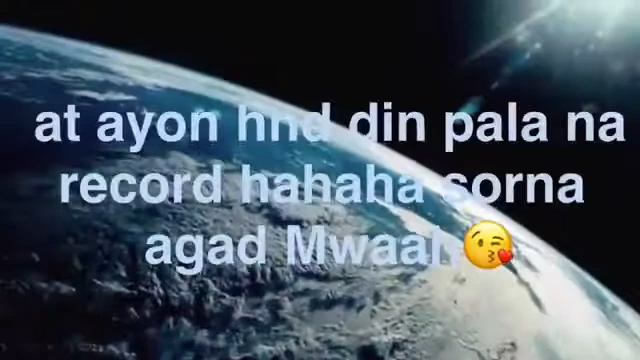 at ayon hnd din pala na
record hahaha sorna
agad Mwaah😘